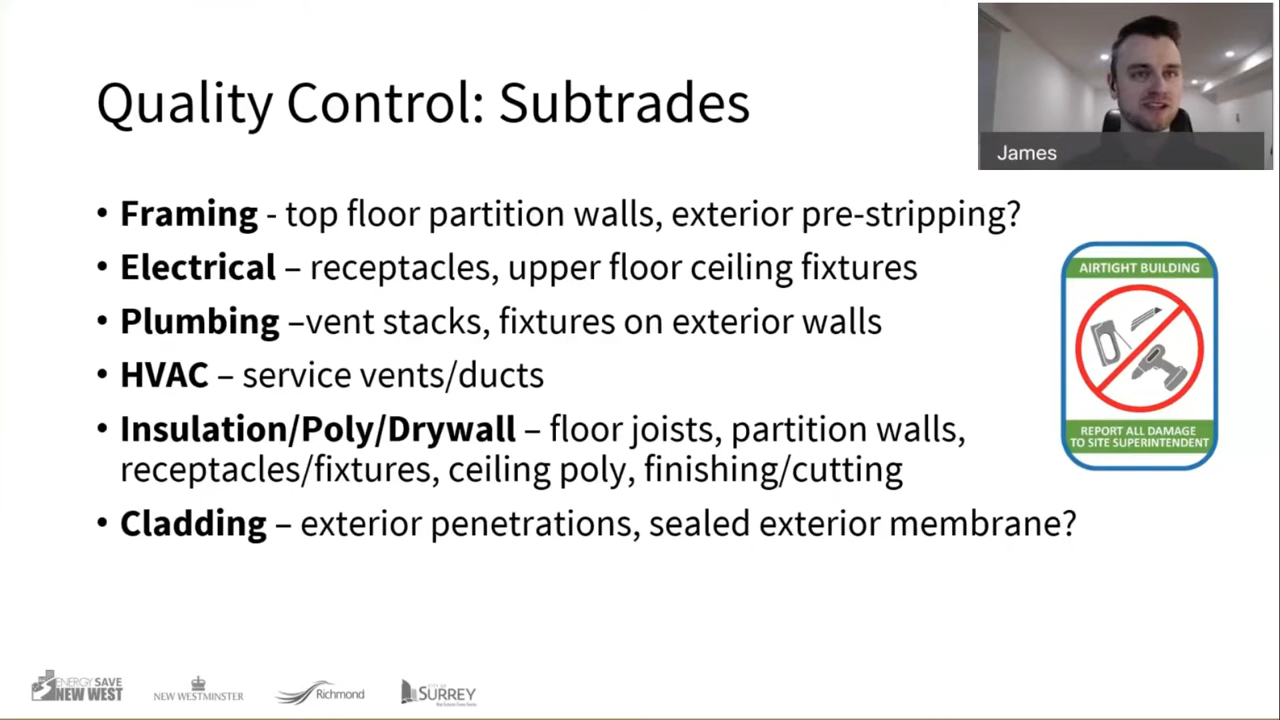 Quality Control: Subtrades
James
• Framing - top floor partition walls, exterior pre-stripping?
• Electrical – receptacles, upper floor ceiling fixtures
• Plumbing –vent stacks, fixtures on exterior walls
• HVAC – service vents/ducts
• Insulation/Poly/Drywall – floor joists, partition walls,
receptacles/fixtures, ceiling poly, finishing/cutting
• Cladding – exterior penetrations, sealed exterior membrane?
AIRTIGHT BUILDING
REPORT ALL DAMAGE
TO SITE SUPERINTENDENT
ENERGY SAVE
NEW WEST
NEW WESTMINSTER
Richmond
CITY OF
SURREY